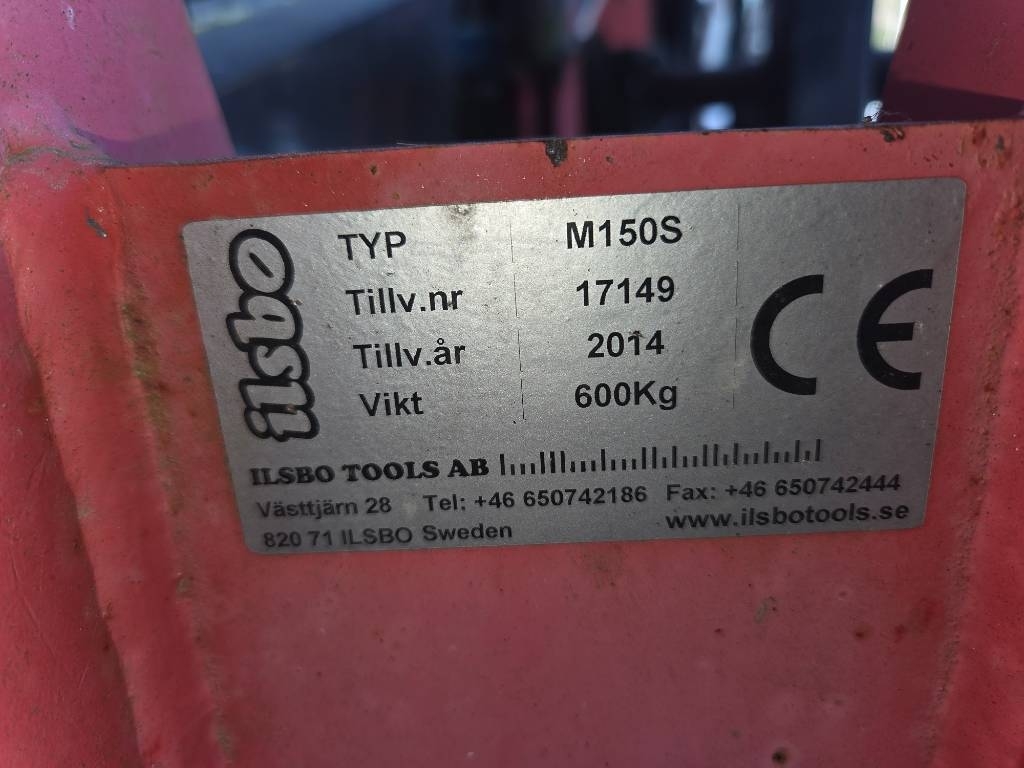 ilsbo
TYP M150S
Tillv.nr 17149
Tillv.år 2014
Vikt 600Kg
CE
ILSBO TOOLS AB
Västtjärn 28 Tel: +46 650742186 Fax: +46 650742444
820 71 ILSBO Sweden www.ilsbotools.se